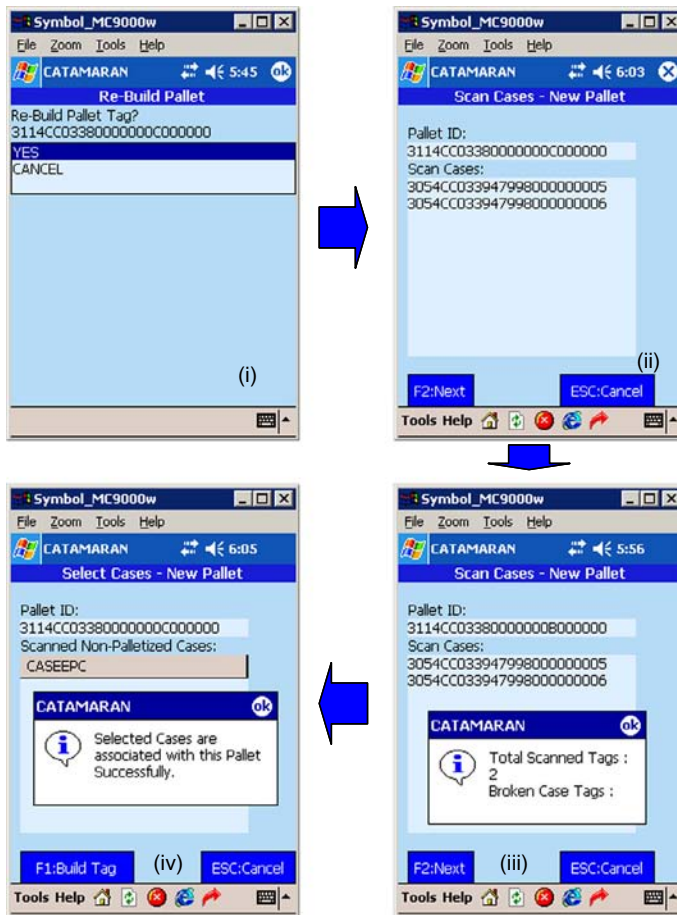 Symbol_MC9000w
File Zoom Tools Help
CATAMARAN 5:45 ok
Re-Build Pallet
Re-Build Pallet Tag?
3114CC03380000000C000000
YES
CANCEL
(i)
Symbol_MC9000w
File Zoom Tools Help
CATAMARAN 6:03
Scan Cases - New Pallet
Pallet ID:
3114CC03380000000C000000
Scan Cases:
3054CC033947998000000005
3054CC033947998000000006
(ii)
F2:Next ESC:Cancel
Tools Help
Symbol_MC9000w
File Zoom Tools Help
CATAMARAN 5:56
Scan Cases - New Pallet
Pallet ID:
3114CC03380000000B000000
Scan Cases:
3054CC033947998000000005
3054CC033947998000000006
CATAMARAN ok
Total Scanned Tags :
2
Broken Case Tags :
F2:Next (iii) ESC:Cancel
Tools Help
Symbol_MC9000w
File Zoom Tools Help
CATAMARAN 6:05
Select Cases - New Pallet
Pallet ID:
3114CC03380000000C000000
Scanned Non-Palletized Cases:
CASEEPC
CATAMARAN ok
Selected Cases are
associated with this Pallet
Successfully.
F1:Build Tag (iv) ESC:Cancel
Tools Help